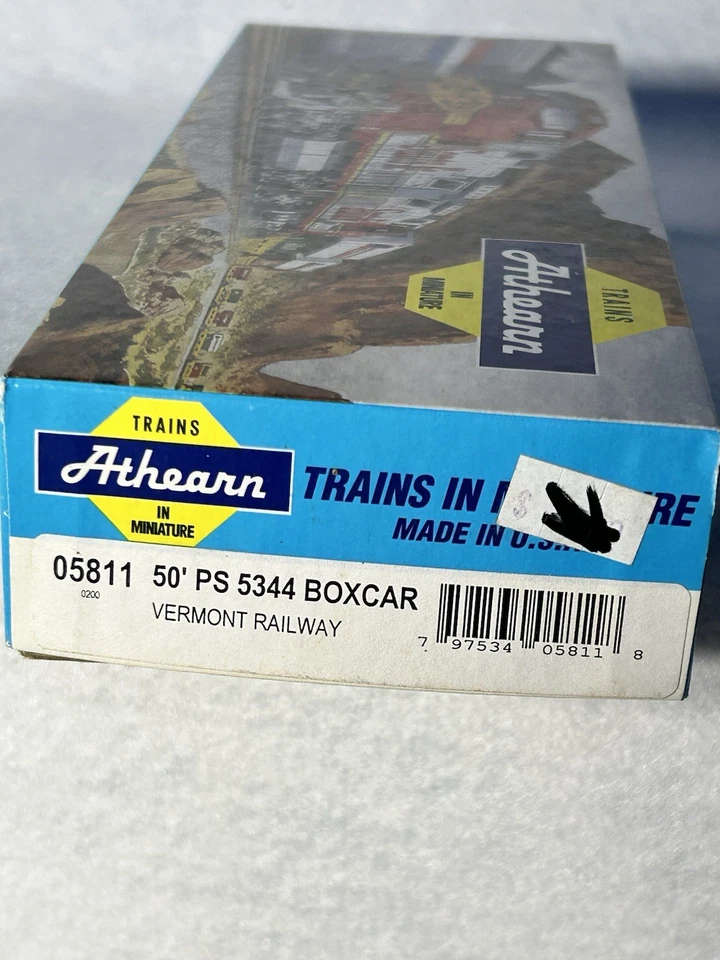 TRAINS
Athearn
IN
MINIATURE
TRAINS
Athearn
IN
MINIATURE
TRAINS IN RE
MADE IN U.S.
05811 50' PS 5344 BOXCAR
0200
VERMONT RAILWAY
7 97534 05811 8